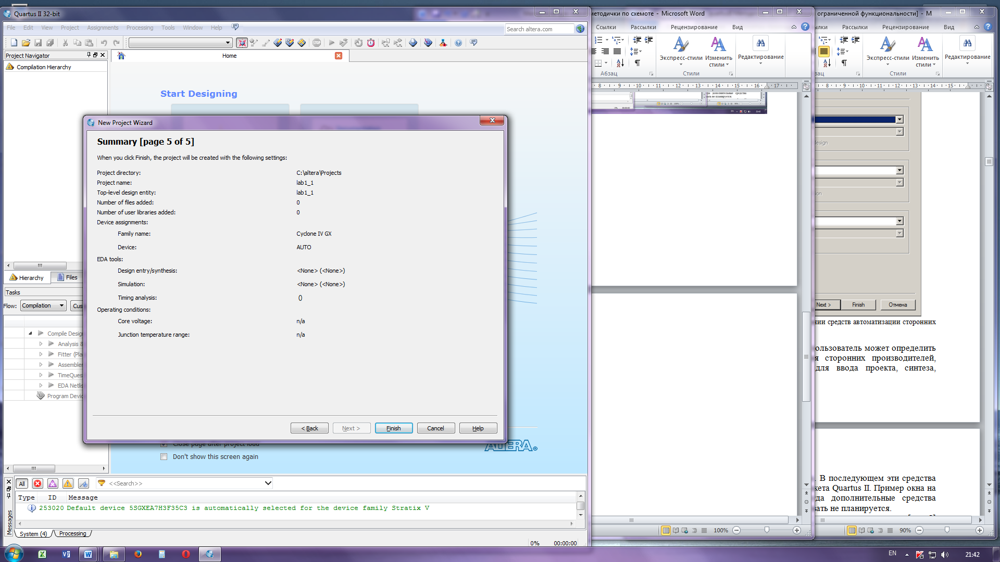 Quartus II 32-bit
File Edit View Project Assignments Processing Tools Window Help
Search altera.com
Project Navigator
Compilation Hierarchy
Home
Start Designing
New Project Wizard
Summary [page 5 of 5]
When you click Finish, the project will be created with the following settings:
Project directory: C:\altera\Projects
Project name: lab1_1
Top-level design entity: lab1_1
Number of files added: 0
Number of user libraries added: 0
Device assignments:
Family name: Cyclone IV GX
Device: AUTO
EDA tools:
Design entry/synthesis: <None> (<None>)
Simulation: <None> (<None>)
Timing analysis: ()
Operating conditions:
Core voltage: n/a
Junction temperature range: n/a
< Back Next > Finish Cancel Help
Hierarchy Files
Tasks
Flow: Compilation Cus
Compile Desig
Analysis &
Fitter (Pla
Assembler
TimeQues
EDA Netlis
Program Devic
Close page after project load
Don't show this screen again
ALTERA
All <<Search>>
Type ID Message
253020 Default device 5SGXEA7H3F35C3 is automatically selected for the device family Stratix V
Messages
System (4) Processing
0% 00:00:00
методички по схемоте - Microsoft Word
Ссылки Рассылки Рецензирование Вид
Экспресс-стили Изменить стили Редактирование
Абзац Стили
8 9 10 11 12 13 14 15 16 17
100%
ограниченной функциональности] - M
лки Рассылки Рецензирование Вид
Экспресс-стили Изменить стили Редактирование
зац Стили
8 9 10 11 12 13 14 15
esign
ion
Next > Finish Отмена
нии средств автоматизации сторонних
ользователь может определить
я сторонних производителей,
для ввода проекта, синтеза,
. В последующем эти средства
кета Quartus II. Пример окна на
да дополнительные средства
вать не планируется.
90%
EN 21:42